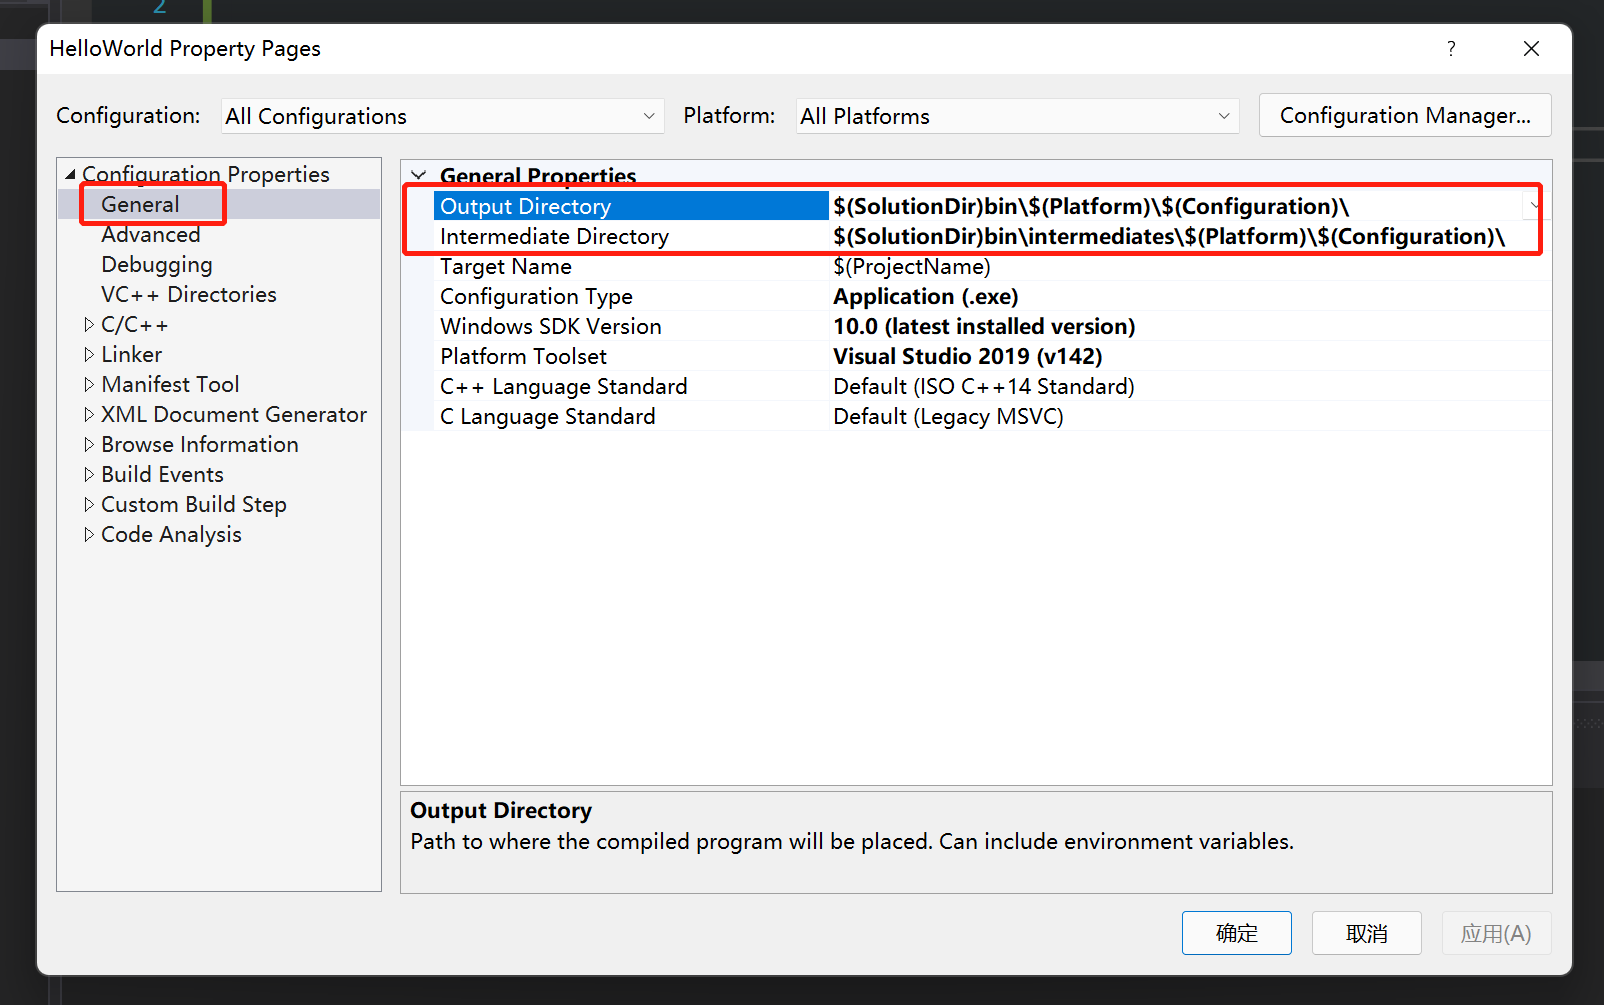 2
HelloWorld Property Pages
?
Configuration: All Configurations Platform: All Platforms Configuration Manager...
Configuration Properties
General
Advanced
Debugging
VC++ Directories
C/C++
Linker
Manifest Tool
XML Document Generator
Browse Information
Build Events
Custom Build Step
Code Analysis
General Properties
Output Directory $(SolutionDir)bin\$(Platform)\$(Configuration)\
Intermediate Directory $(SolutionDir)bin\intermediates\$(Platform)\$(Configuration)\
Target Name $(ProjectName)
Configuration Type Application (.exe)
Windows SDK Version 10.0 (latest installed version)
Platform Toolset Visual Studio 2019 (v142)
C++ Language Standard Default (ISO C++14 Standard)
C Language Standard Default (Legacy MSVC)
Output Directory
Path to where the compiled program will be placed. Can include environment variables.
确定 取消 应用(A)